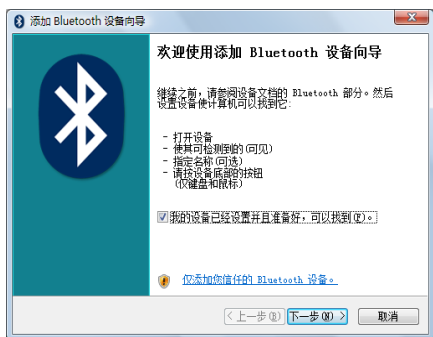 添加 Bluetooth 设备向导
欢迎使用添加 Bluetooth 设备向导
继续之前，请参阅设备文档的 Bluetooth 部分。然后
设置设备使计算机可以找到它:
- 打开设备
- 使其可检测到的(可见)
- 指定名称(可选)
- 请按设备底部的按钮
(仅键盘和鼠标)
我的设备已经设置并且准备好，可以找到(P)。
仅添加您信任的 Bluetooth 设备。
< 上一步(B) 下一步(N) > 取消